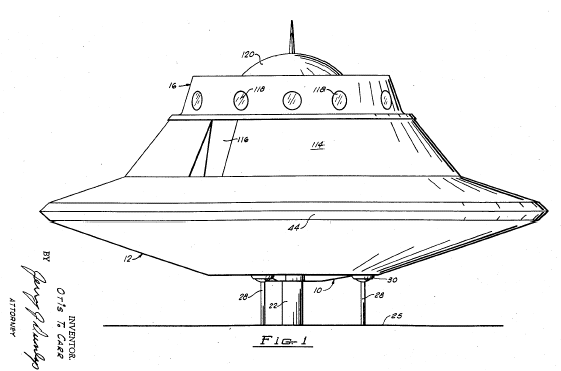 120
16
118
118
116
114
44
12
10
30
28
22
28
25
FIG-1
INVENTOR.
OTIS T. CARR
BY
ATTORNEY